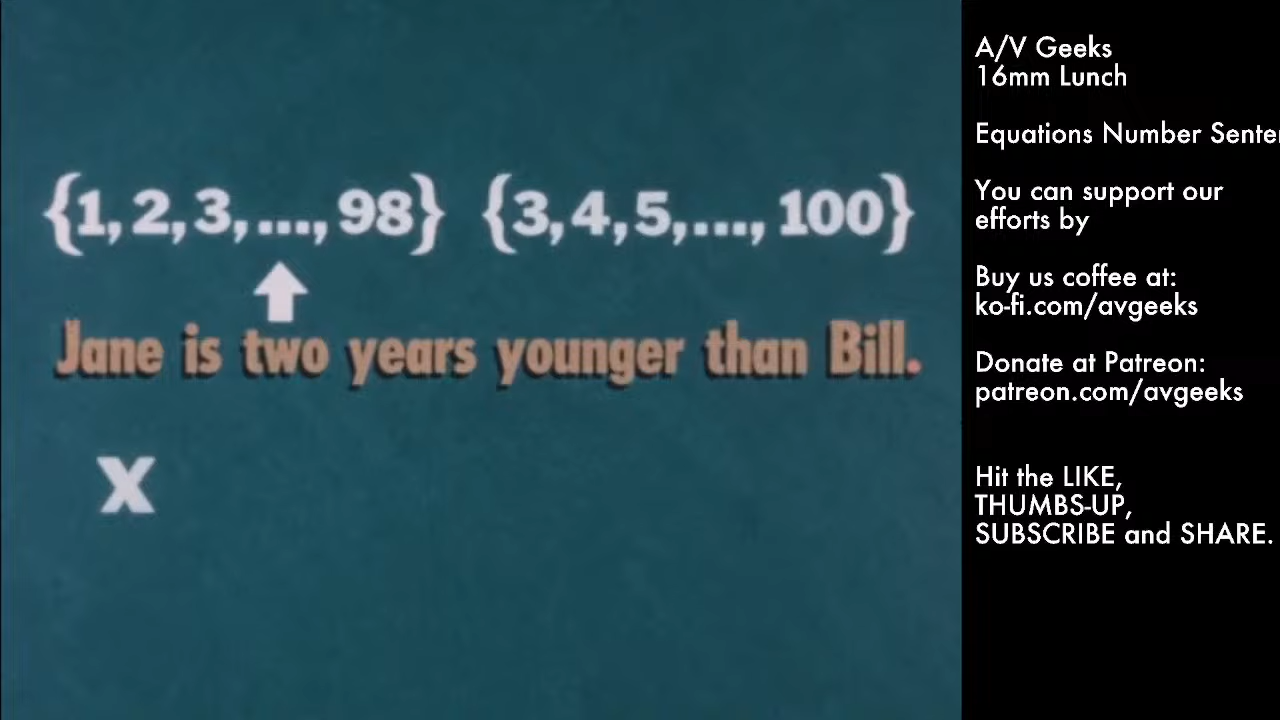 {1, 2, 3, ..., 98} {3, 4, 5, ..., 100}
Jane is two years younger than Bill.
X
A/V Geeks
16mm Lunch
Equations Number Senter
You can support our
efforts by
Buy us coffee at:
ko-fi.com/avgeeks
Donate at Patreon:
patreon.com/avgeeks
Hit the LIKE,
THUMBS-UP,
SUBSCRIBE and SHARE.